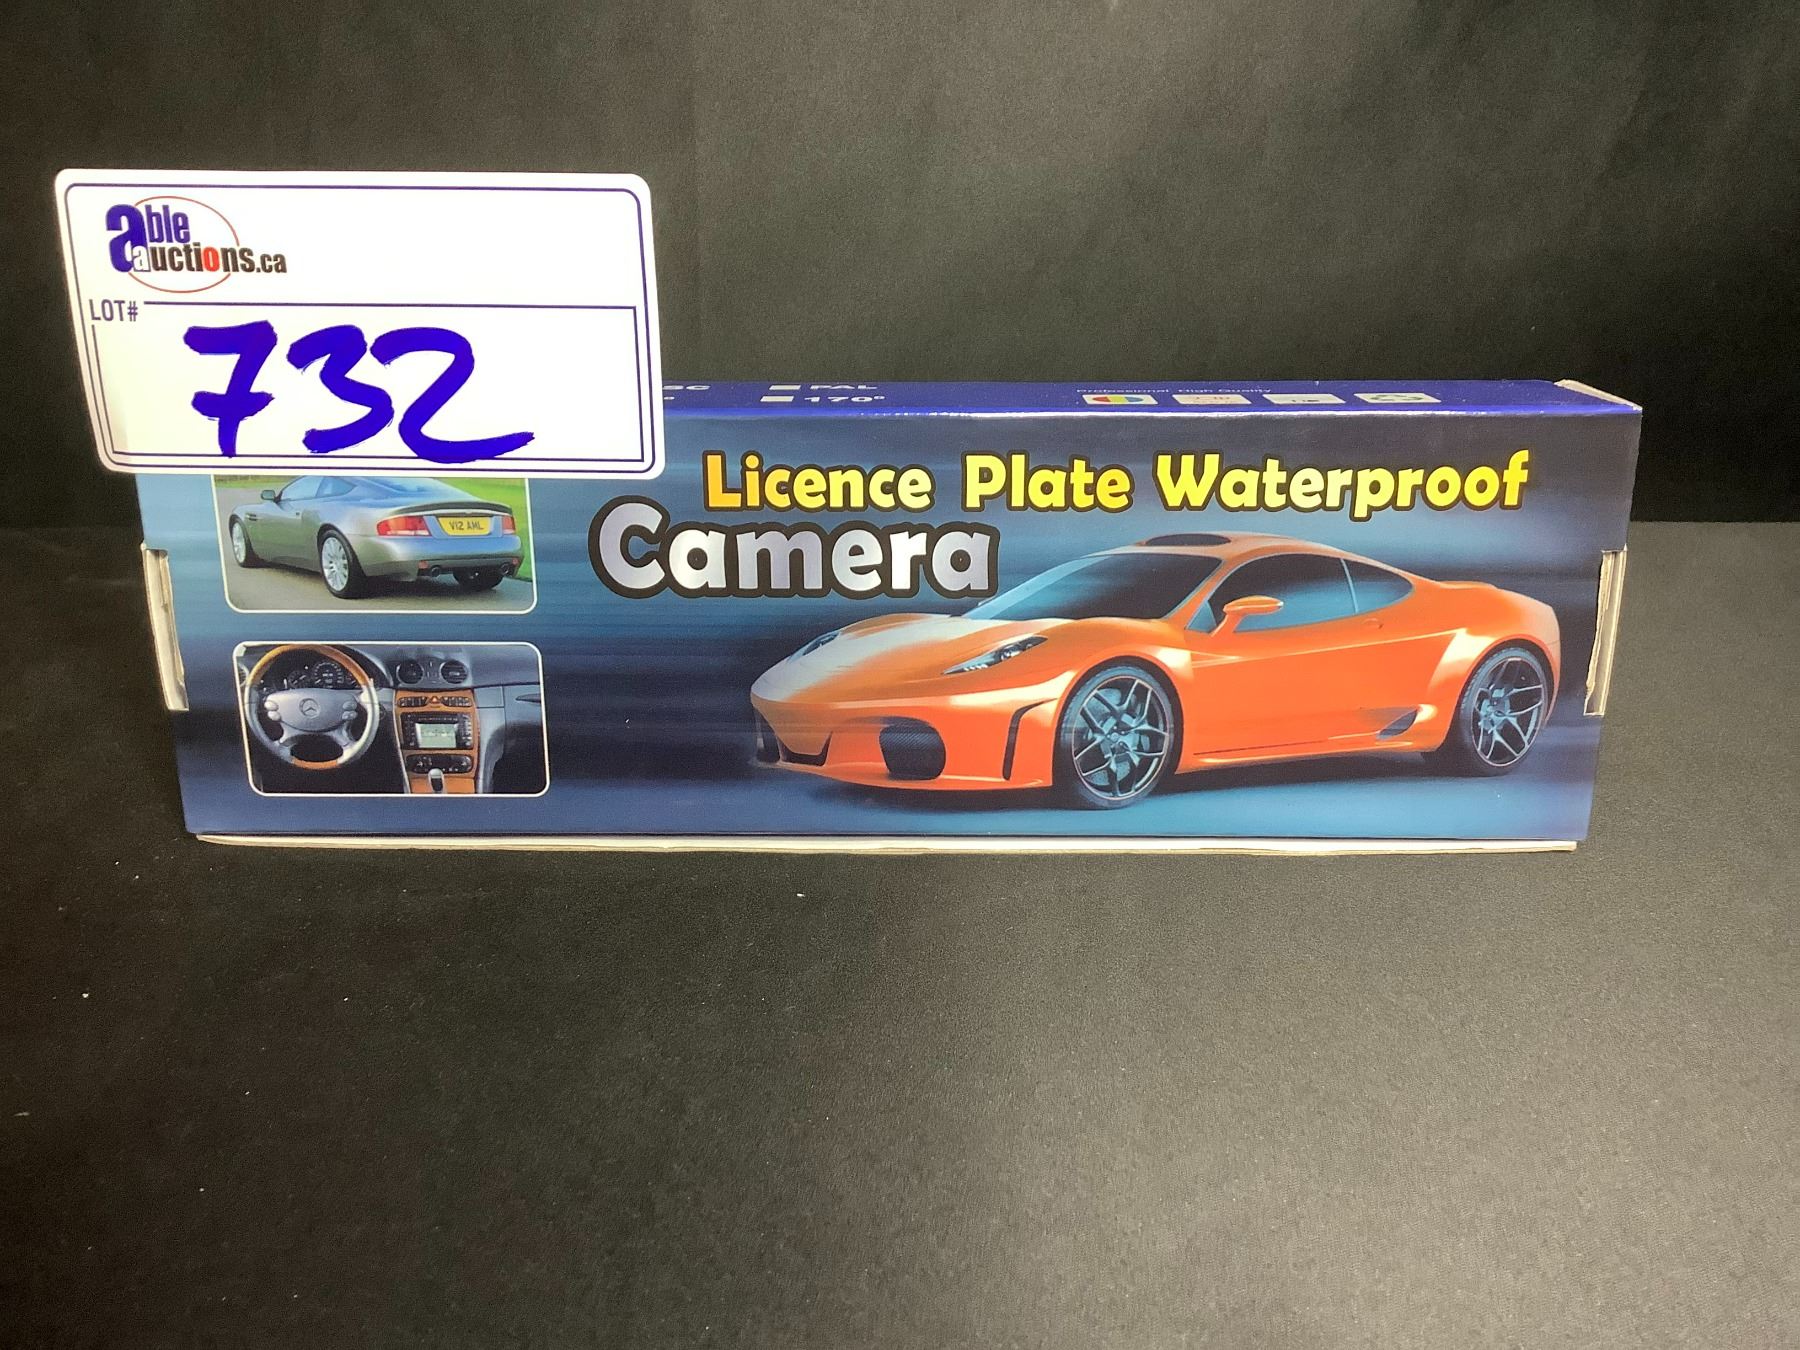 able
auctions.ca
LOT#
732
PAL
170°
Professional High Quality
Licence Plate Waterproof
Camera
V12 AML